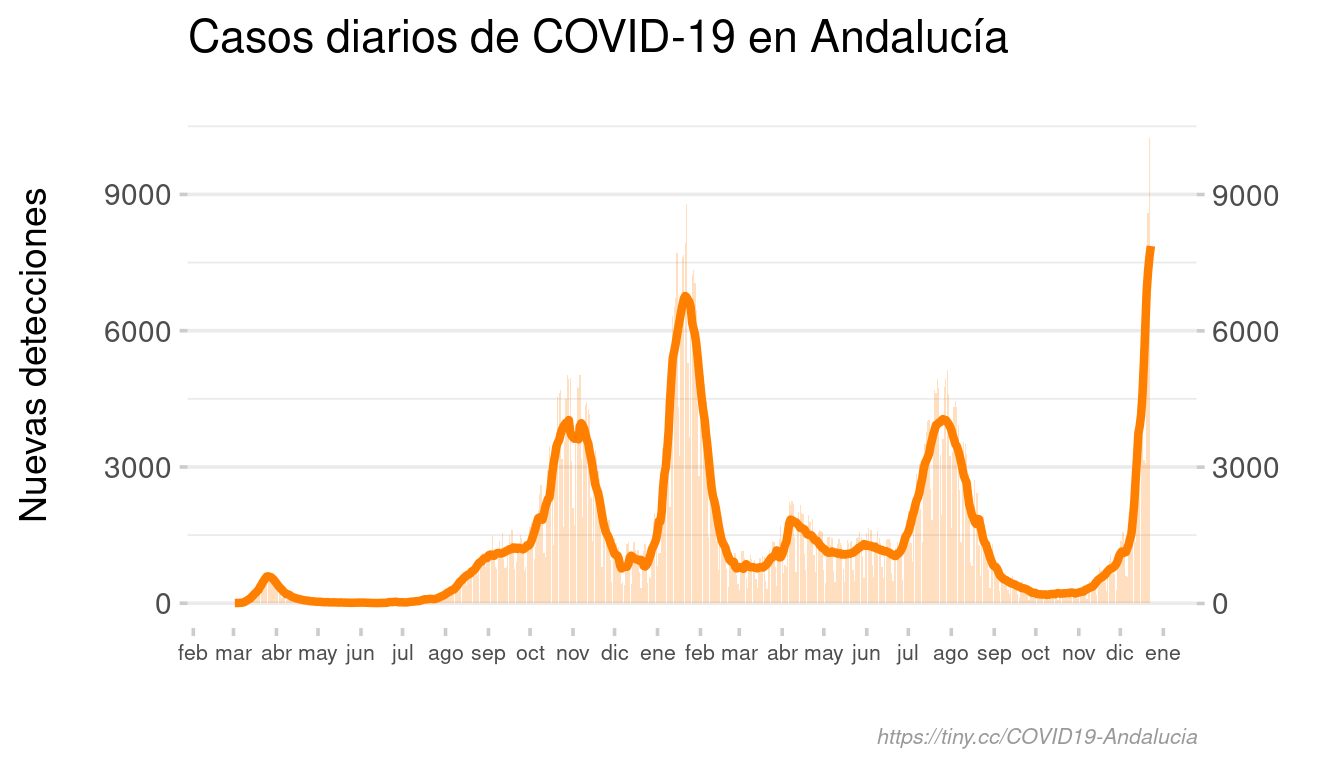 Casos diarios de COVID-19 en Andalucía
Nuevas detecciones
9000 9000
6000 6000
3000 3000
0 0
feb mar abr may jun jul ago sep oct nov dic ene feb mar abr may jun jul ago sep oct nov dic ene
https://tiny.cc/COVID19-Andalucia